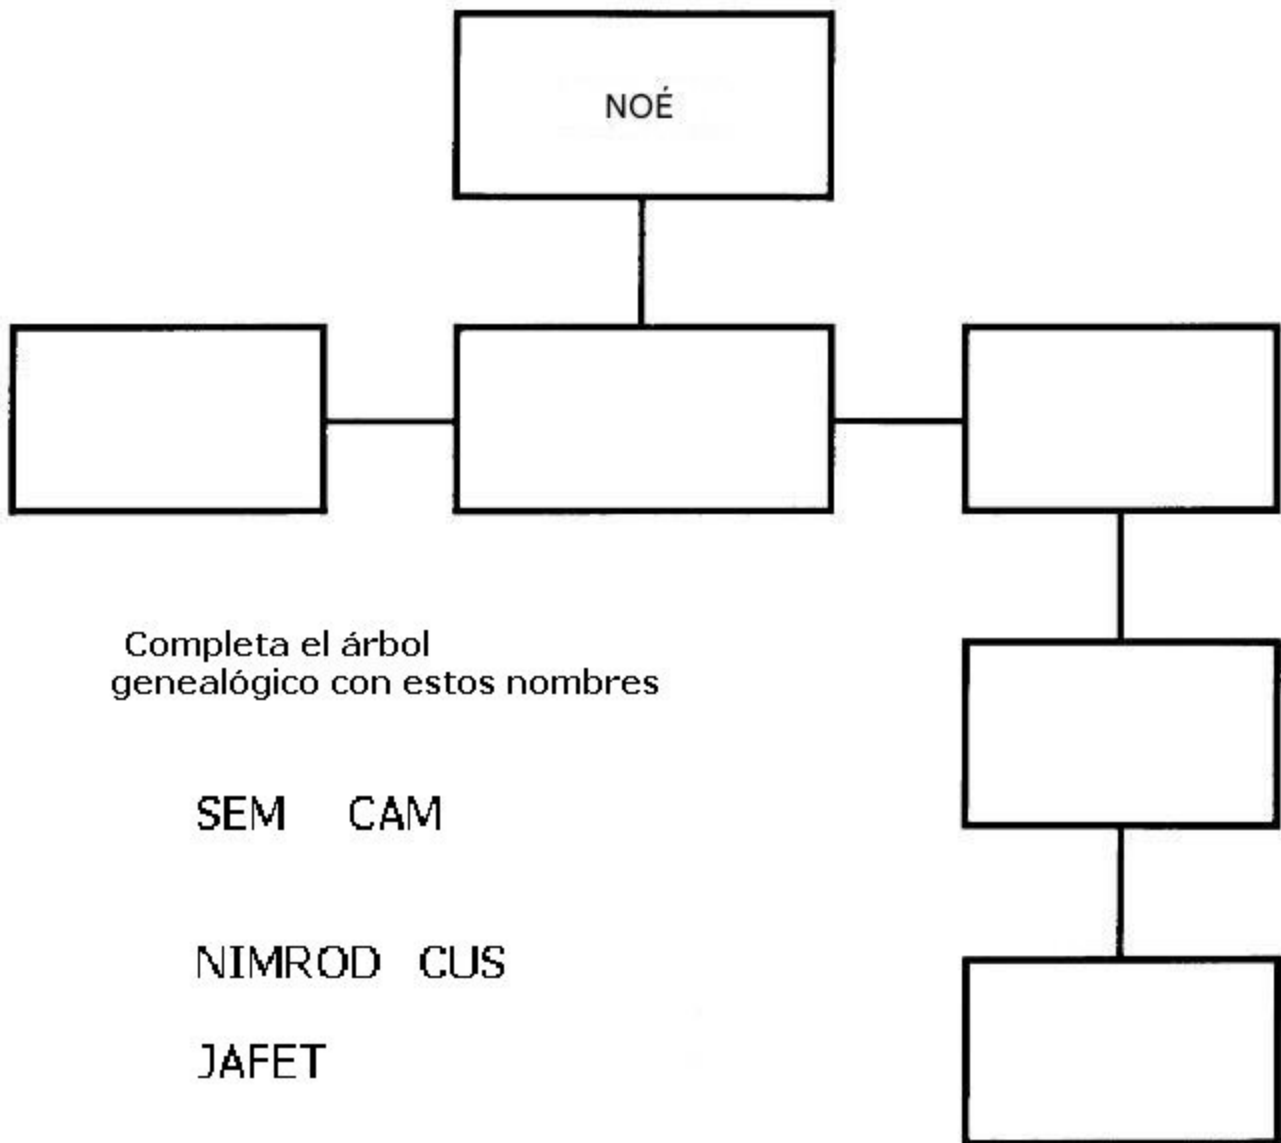 NOÉ
Completa el árbol
genealógico con estos nombres
SEM CAM
NIMROD CUS
JAFET